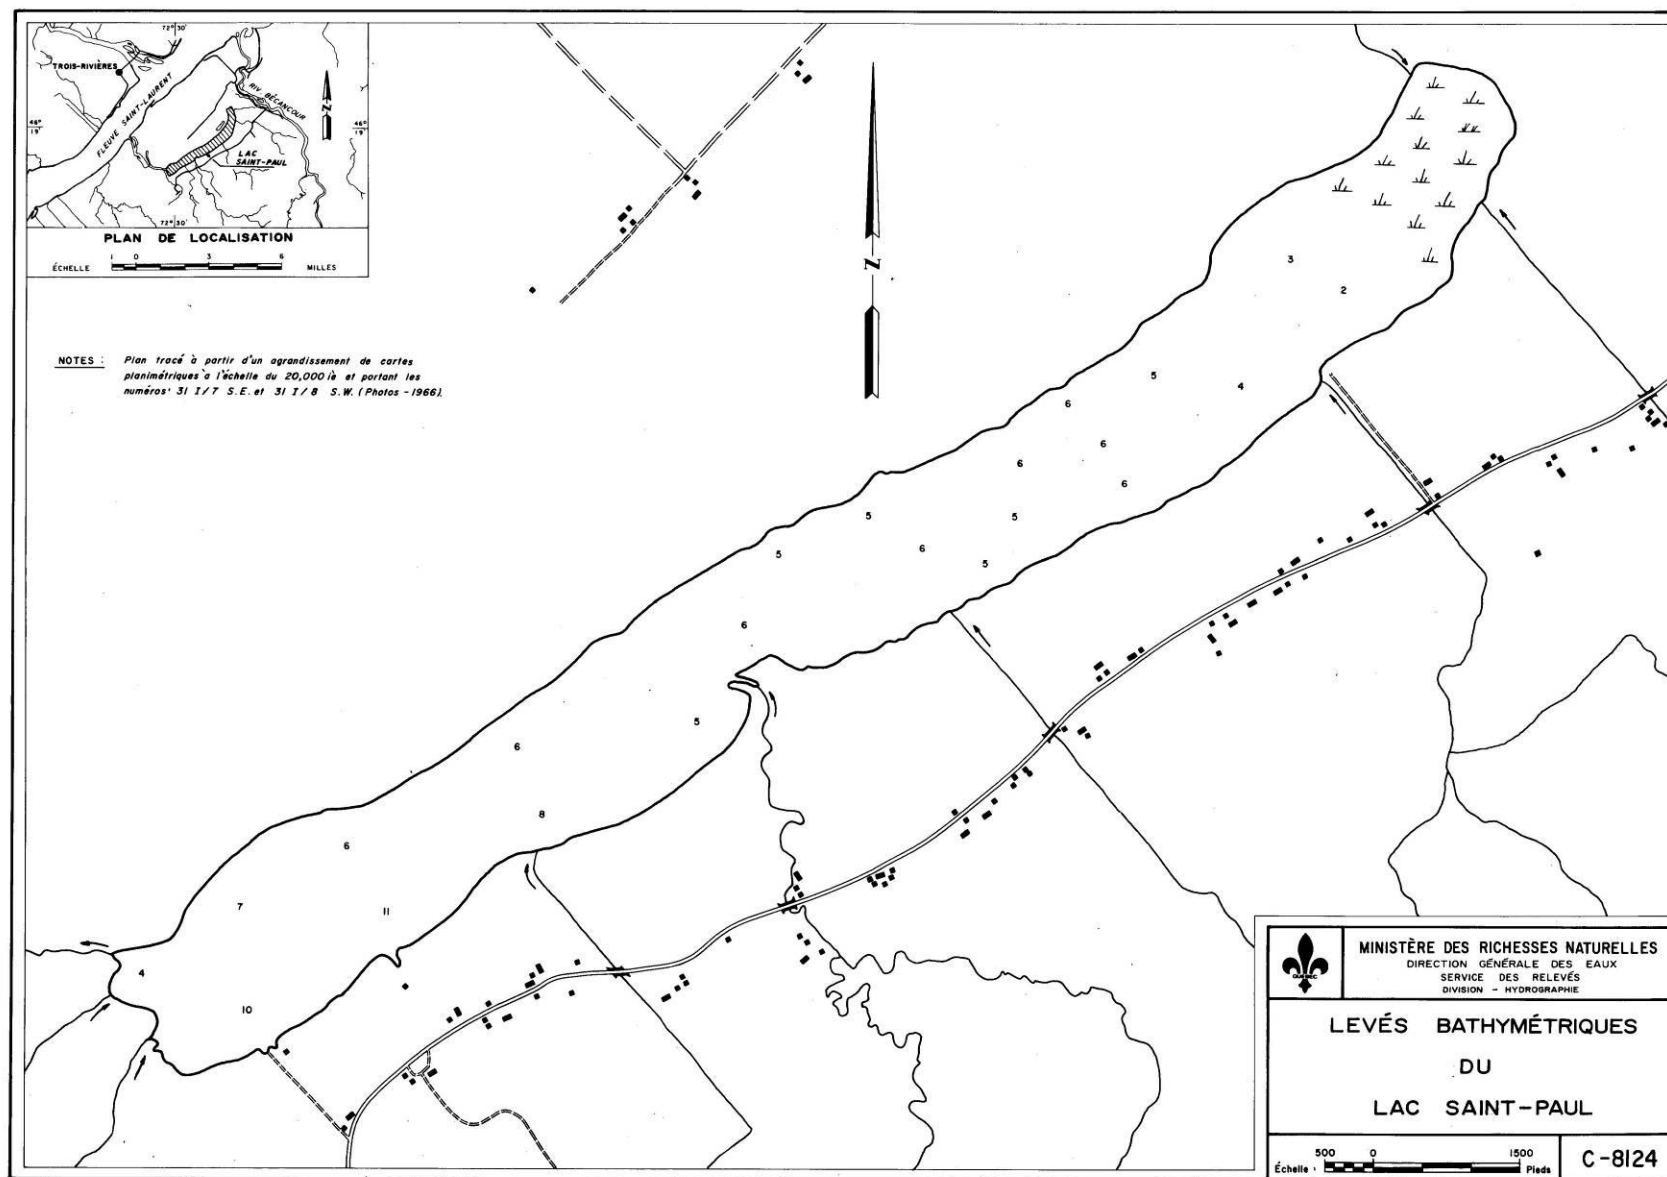 72° 30'
TROIS-RIVIÈRES
FLEUVE SAINT-LAURENT
RIV BÉCANCOUR
46°
19'
46°
19'
N
LAC
SAINT-PAUL
72° 30'
PLAN DE LOCALISATION
ÉCHELLE 1 0 3 6 MILLES
N
NOTES : Plan tracé à partir d'un agrandissement de cartes
planimétriques à l'échelle du 20,000 iè et portant les
numéros: 31 I/7 S.E. et 31 I/8 S.W. (Photos - 1966).
3
2
5
4
6
6
6
6
5
5
6
5
5
6
5
6
8
6
7
11
4
10
QUEBEC
MINISTÈRE DES RICHESSES NATURELLES
DIRECTION GÉNÉRALE DES EAUX
SERVICE DES RELEVÉS
DIVISION - HYDROGRAPHIE
LEVÉS BATHYMÉTRIQUES
DU
LAC SAINT-PAUL
Échelle : 500 0 1500 Pieds
C-8124